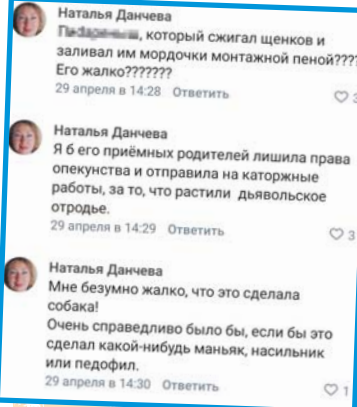 Наталья Данчева
, который сжигал щенков и
заливал им мордочки монтажной пеной????
Его жалко???????
29 апреля в 14:28 Ответить
3
Наталья Данчева
Я б его приёмных родителей лишила права
опекунства и отправила на каторжные
работы, за то, что растили дьявольское
отродье.
29 апреля в 14:29 Ответить
3
Наталья Данчева
Мне безумно жалко, что это сделала
собака!
Очень справедливо было бы, если бы это
сделал какой-нибудь маньяк, насильник
или педофил.
29 апреля в 14:30 Ответить
1